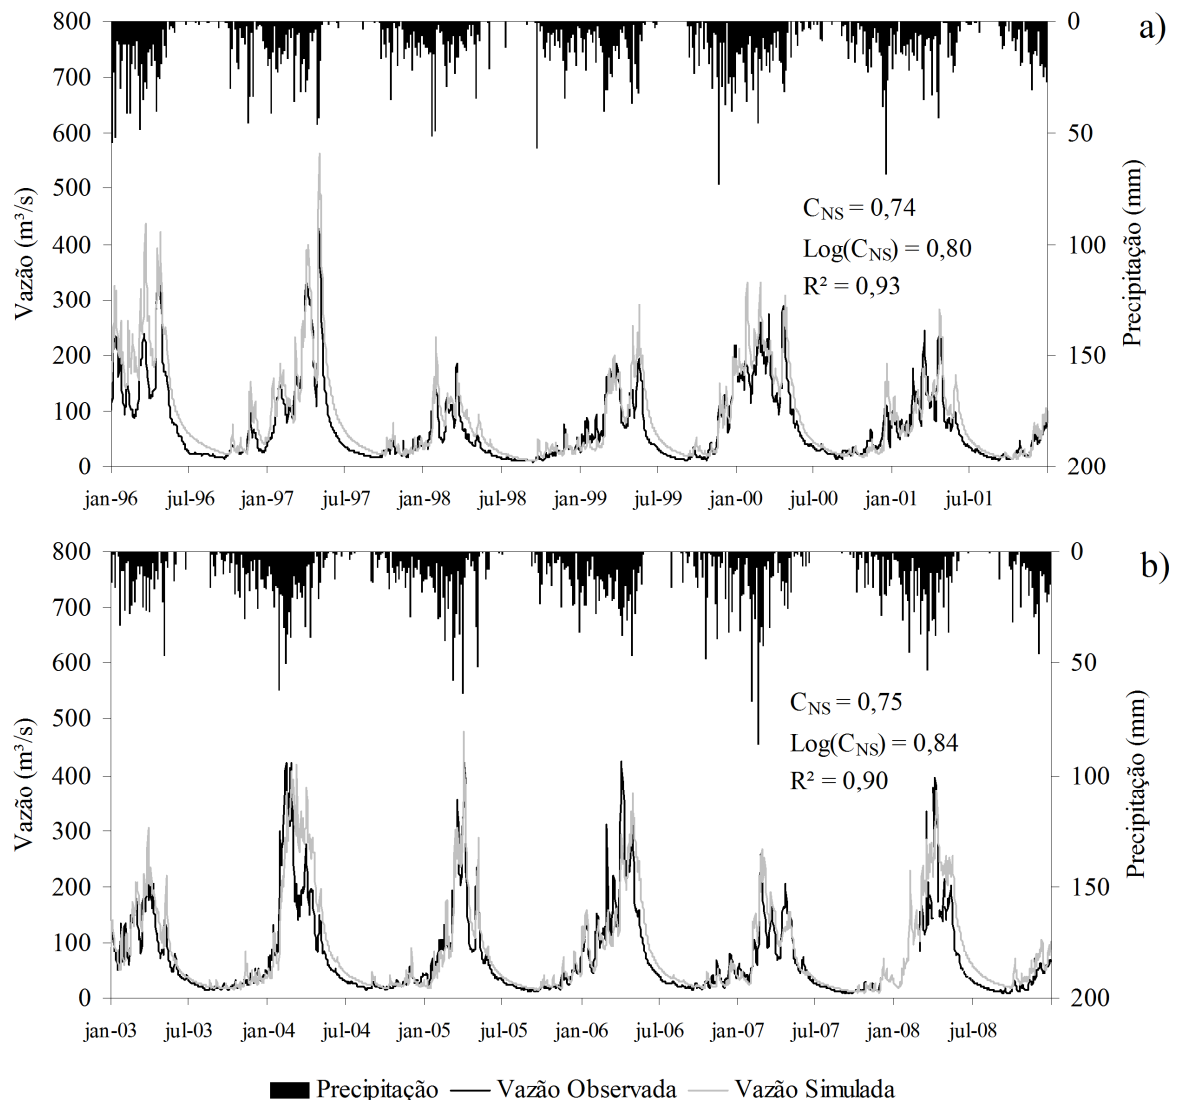 a)
800
700
600
500
400
300
200
100
0
Vazão (m³/s)
0
50
100
150
200
Precipitação (mm)
C_NS = 0,74
Log(C_NS) = 0,80
R² = 0,93
jan-96 jul-96 jan-97 jul-97 jan-98 jul-98 jan-99 jul-99 jan-00 jul-00 jan-01 jul-01
b)
800
700
600
500
400
300
200
100
0
Vazão (m³/s)
0
50
100
150
200
Precipitação (mm)
C_NS = 0,75
Log(C_NS) = 0,84
R² = 0,90
jan-03 jul-03 jan-04 jul-04 jan-05 jul-05 jan-06 jul-06 jan-07 jul-07 jan-08 jul-08
Precipitação Vazão Observada Vazão Simulada